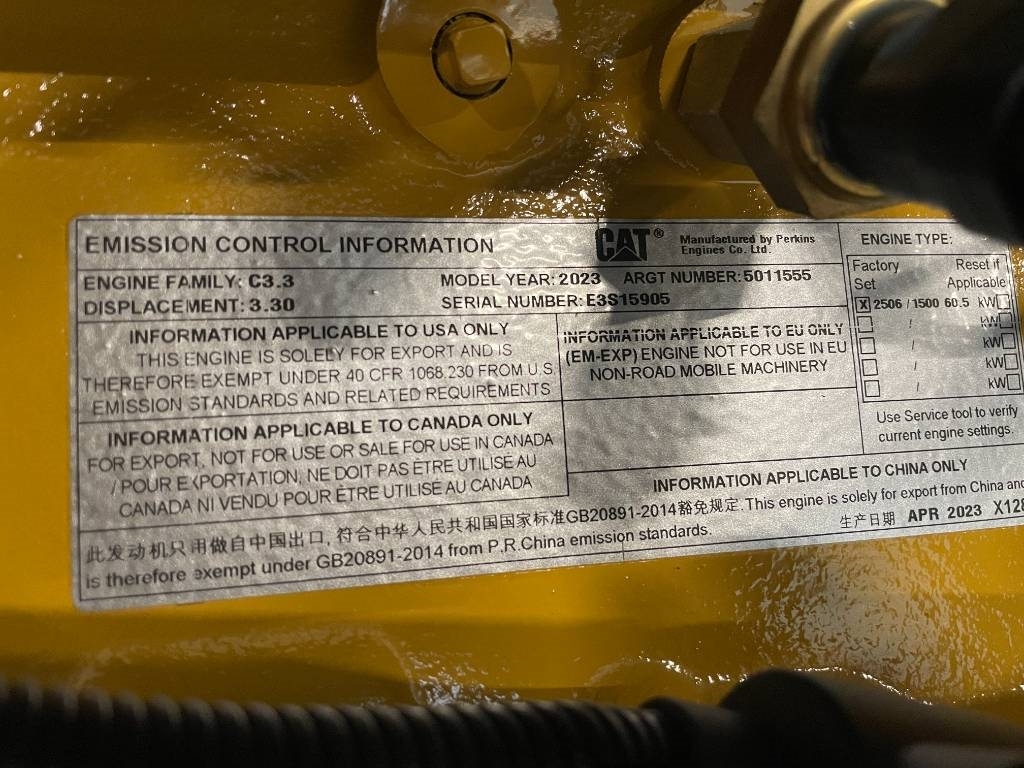 EMISSION CONTROL INFORMATION
CAT®
Manufactured by Perkins
Engines Co. Ltd.
ENGINE FAMILY: C3.3
MODEL YEAR: 2023 ARGT NUMBER: 5011555
DISPLACEMENT: 3.30
SERIAL NUMBER: E3S15905
INFORMATION APPLICABLE TO USA ONLY
THIS ENGINE IS SOLELY FOR EXPORT AND IS
THEREFORE EXEMPT UNDER 40 CFR 1068.230 FROM U.S
EMISSION STANDARDS AND RELATED REQUIREMENTS
INFORMATION APPLICABLE TO EU ONLY
(EM-EXP) ENGINE NOT FOR USE IN EU
NON-ROAD MOBILE MACHINERY
INFORMATION APPLICABLE TO CANADA ONLY
FOR EXPORT, NOT FOR USE OR SALE FOR USE IN CANADA
/ POUR EXPORTATION, NE DOIT PAS ÊTRE UTILISÉ AU
CANADA NI VENDU POUR ÊTRE UTILISÉ AU CANADA
ENGINE TYPE:
Factory Reset if
Set Applicable
X 2506 / 1500 60.5 kW
/ kW
/ kW
/ kW
/ kW
Use Service tool to verify
current engine settings.
INFORMATION APPLICABLE TO CHINA ONLY
此发动机只用做自中国出口, 符合中华人民共和国国家标准GB20891-2014豁免规定. This engine is solely for export from China and
is therefore exempt under GB20891-2014 from P.R.China emission standards.
生产日期 APR 2023 X128